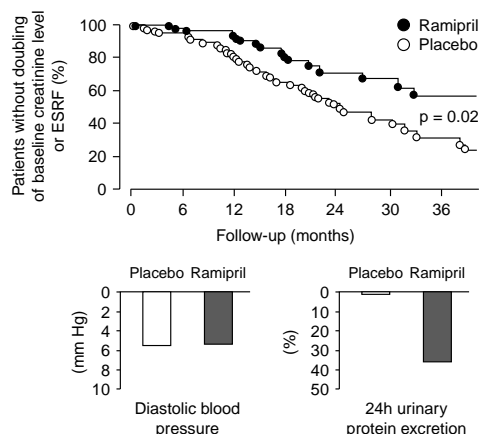 Patients without doubling
of baseline creatinine level
or ESRF (%)
100
80
60
40
20
0
Ramipril
Placebo
p = 0.02
0 6 12 18 24 30 36
Follow-up (months)
Placebo Ramipril
(mm Hg)
0
2
4
6
8
10
Diastolic blood
pressure
Placebo Ramipril
(%)
0
10
20
30
40
50
24h urinary
protein excretion